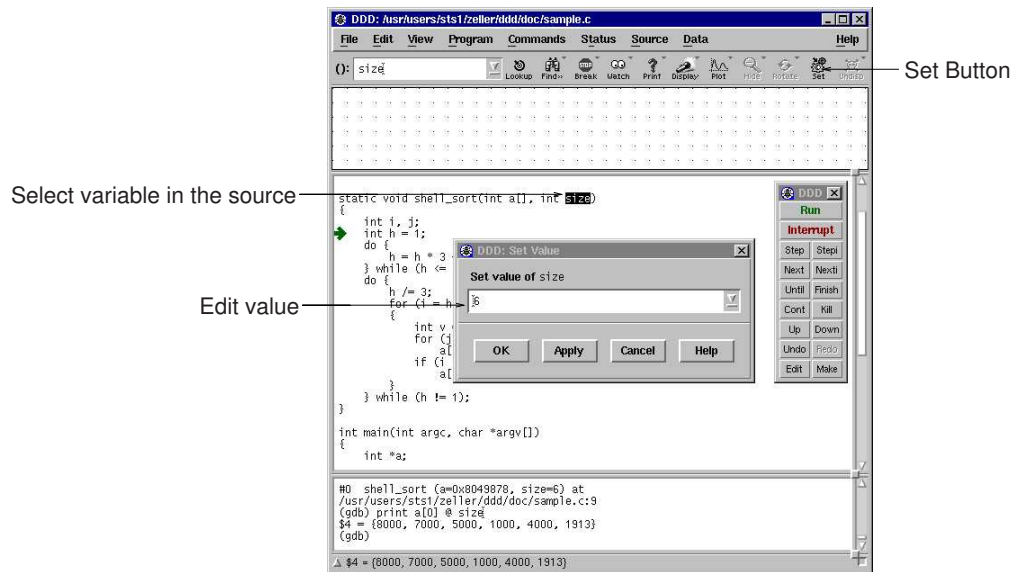 DDD: /usr/users/sts1/zeller/ddd/doc/sample.c
File Edit View Program Commands Status Source Data Help
(): size
Lookup Find>> Break Watch Print Display Plot Hide Rotate Set Undisp
Set Button
Select variable in the source
static void shell_sort(int a[], int size)
{
int i, j;
int h = 1;
do {
h = h * 3
} while (h <=
do {
h /= 3;
for (i = h
{
int v
for (j
a[
if (i
a[
}
} while (h != 1);
}
int main(int argc, char *argv[])
{
int *a;
Edit value
DDD: Set Value
Set value of size
6
OK Apply Cancel Help
DDD
Run
Interrupt
Step Stepi
Next Nexti
Until Finish
Cont Kill
Up Down
Undo Redo
Edit Make
#0 shell_sort (a=0x8049878, size=6) at
/usr/users/sts1/zeller/ddd/doc/sample.c:9
(gdb) print a[0] @ size
$4 = {8000, 7000, 5000, 1000, 4000, 1913}
(gdb)
$4 = {8000, 7000, 5000, 1000, 4000, 1913}